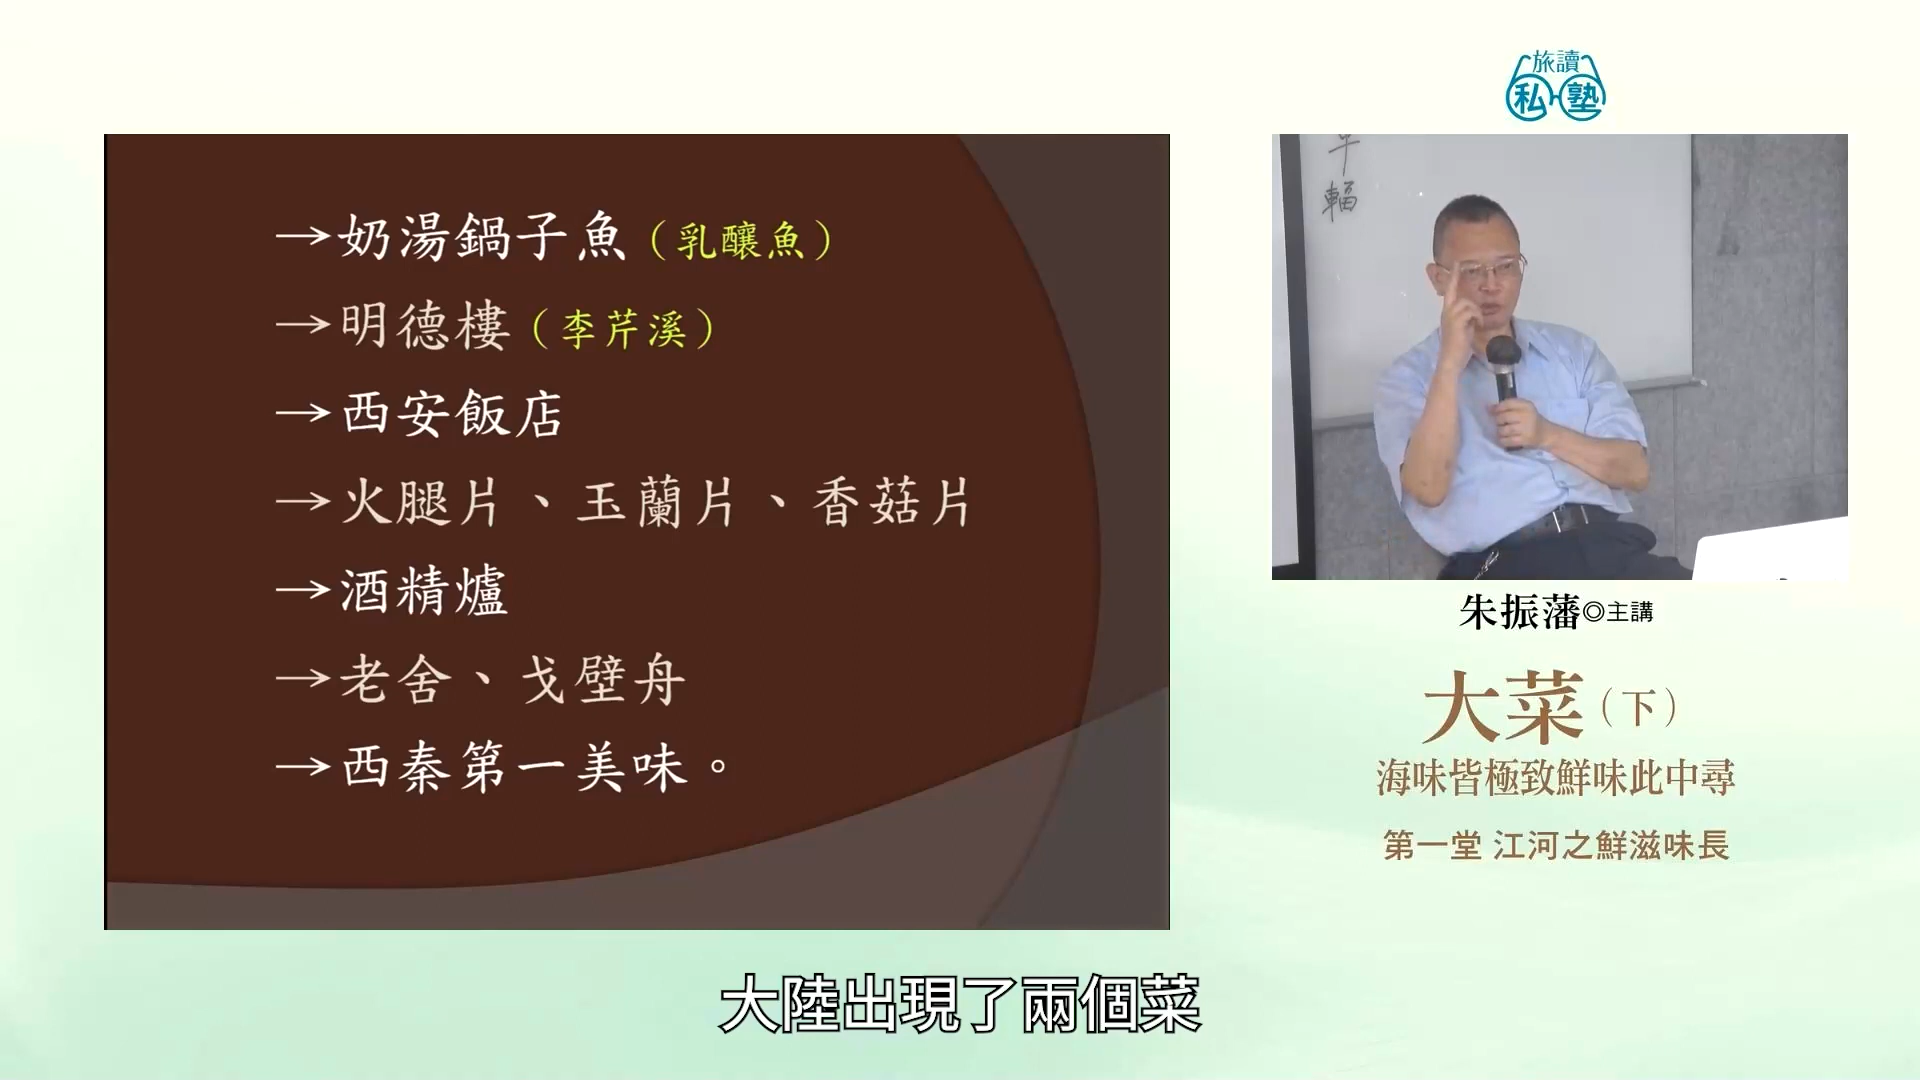 旅讀
私塾
→奶湯鍋子魚（乳釀魚）
→明德樓（李芹溪）
→西安飯店
→火腿片、玉蘭片、香菇片
→酒精爐
→老舍、戈壁舟
→西秦第一美味。
輻
朱振藩◎主講
大菜（下）
海味皆極致鮮味此中尋
第一堂 江河之鮮滋味長
大陸出現了兩個菜